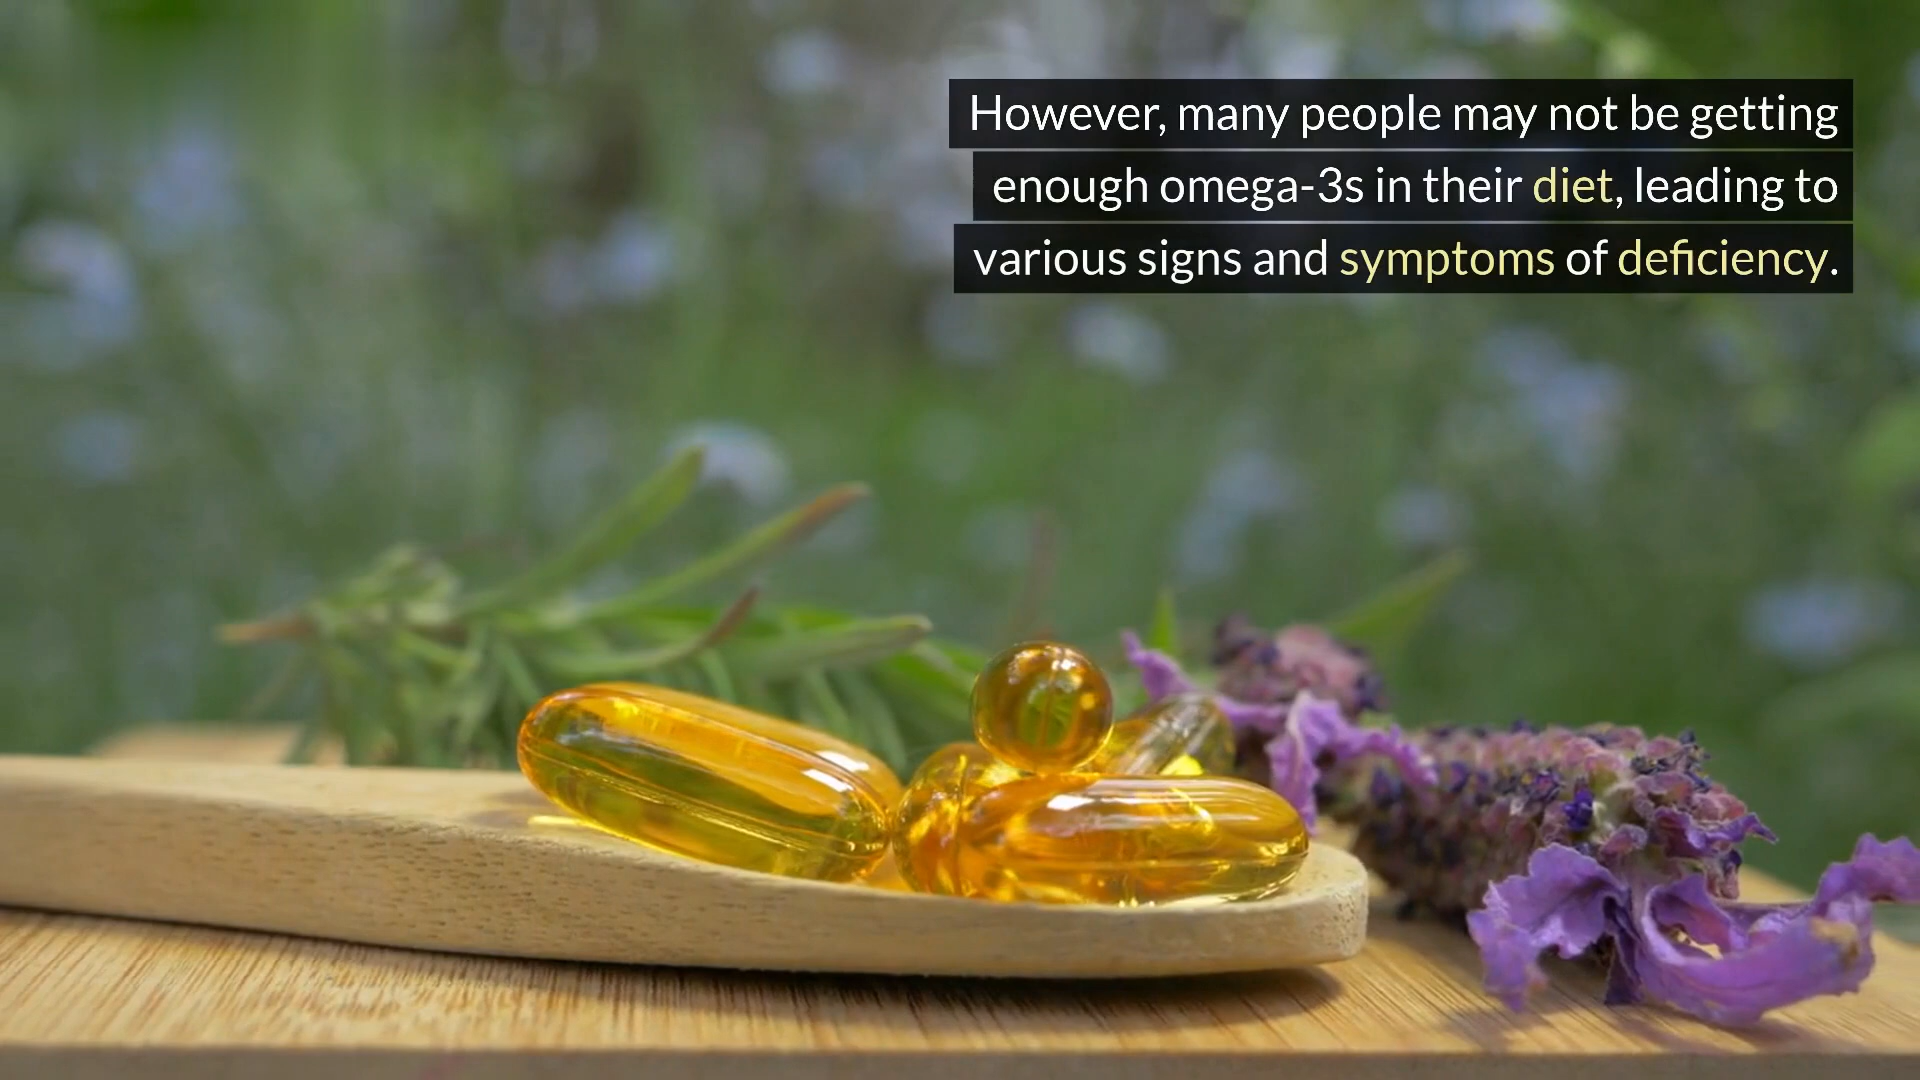 However, many people may not be getting
enough omega-3s in their diet, leading to
various signs and symptoms of deficiency.